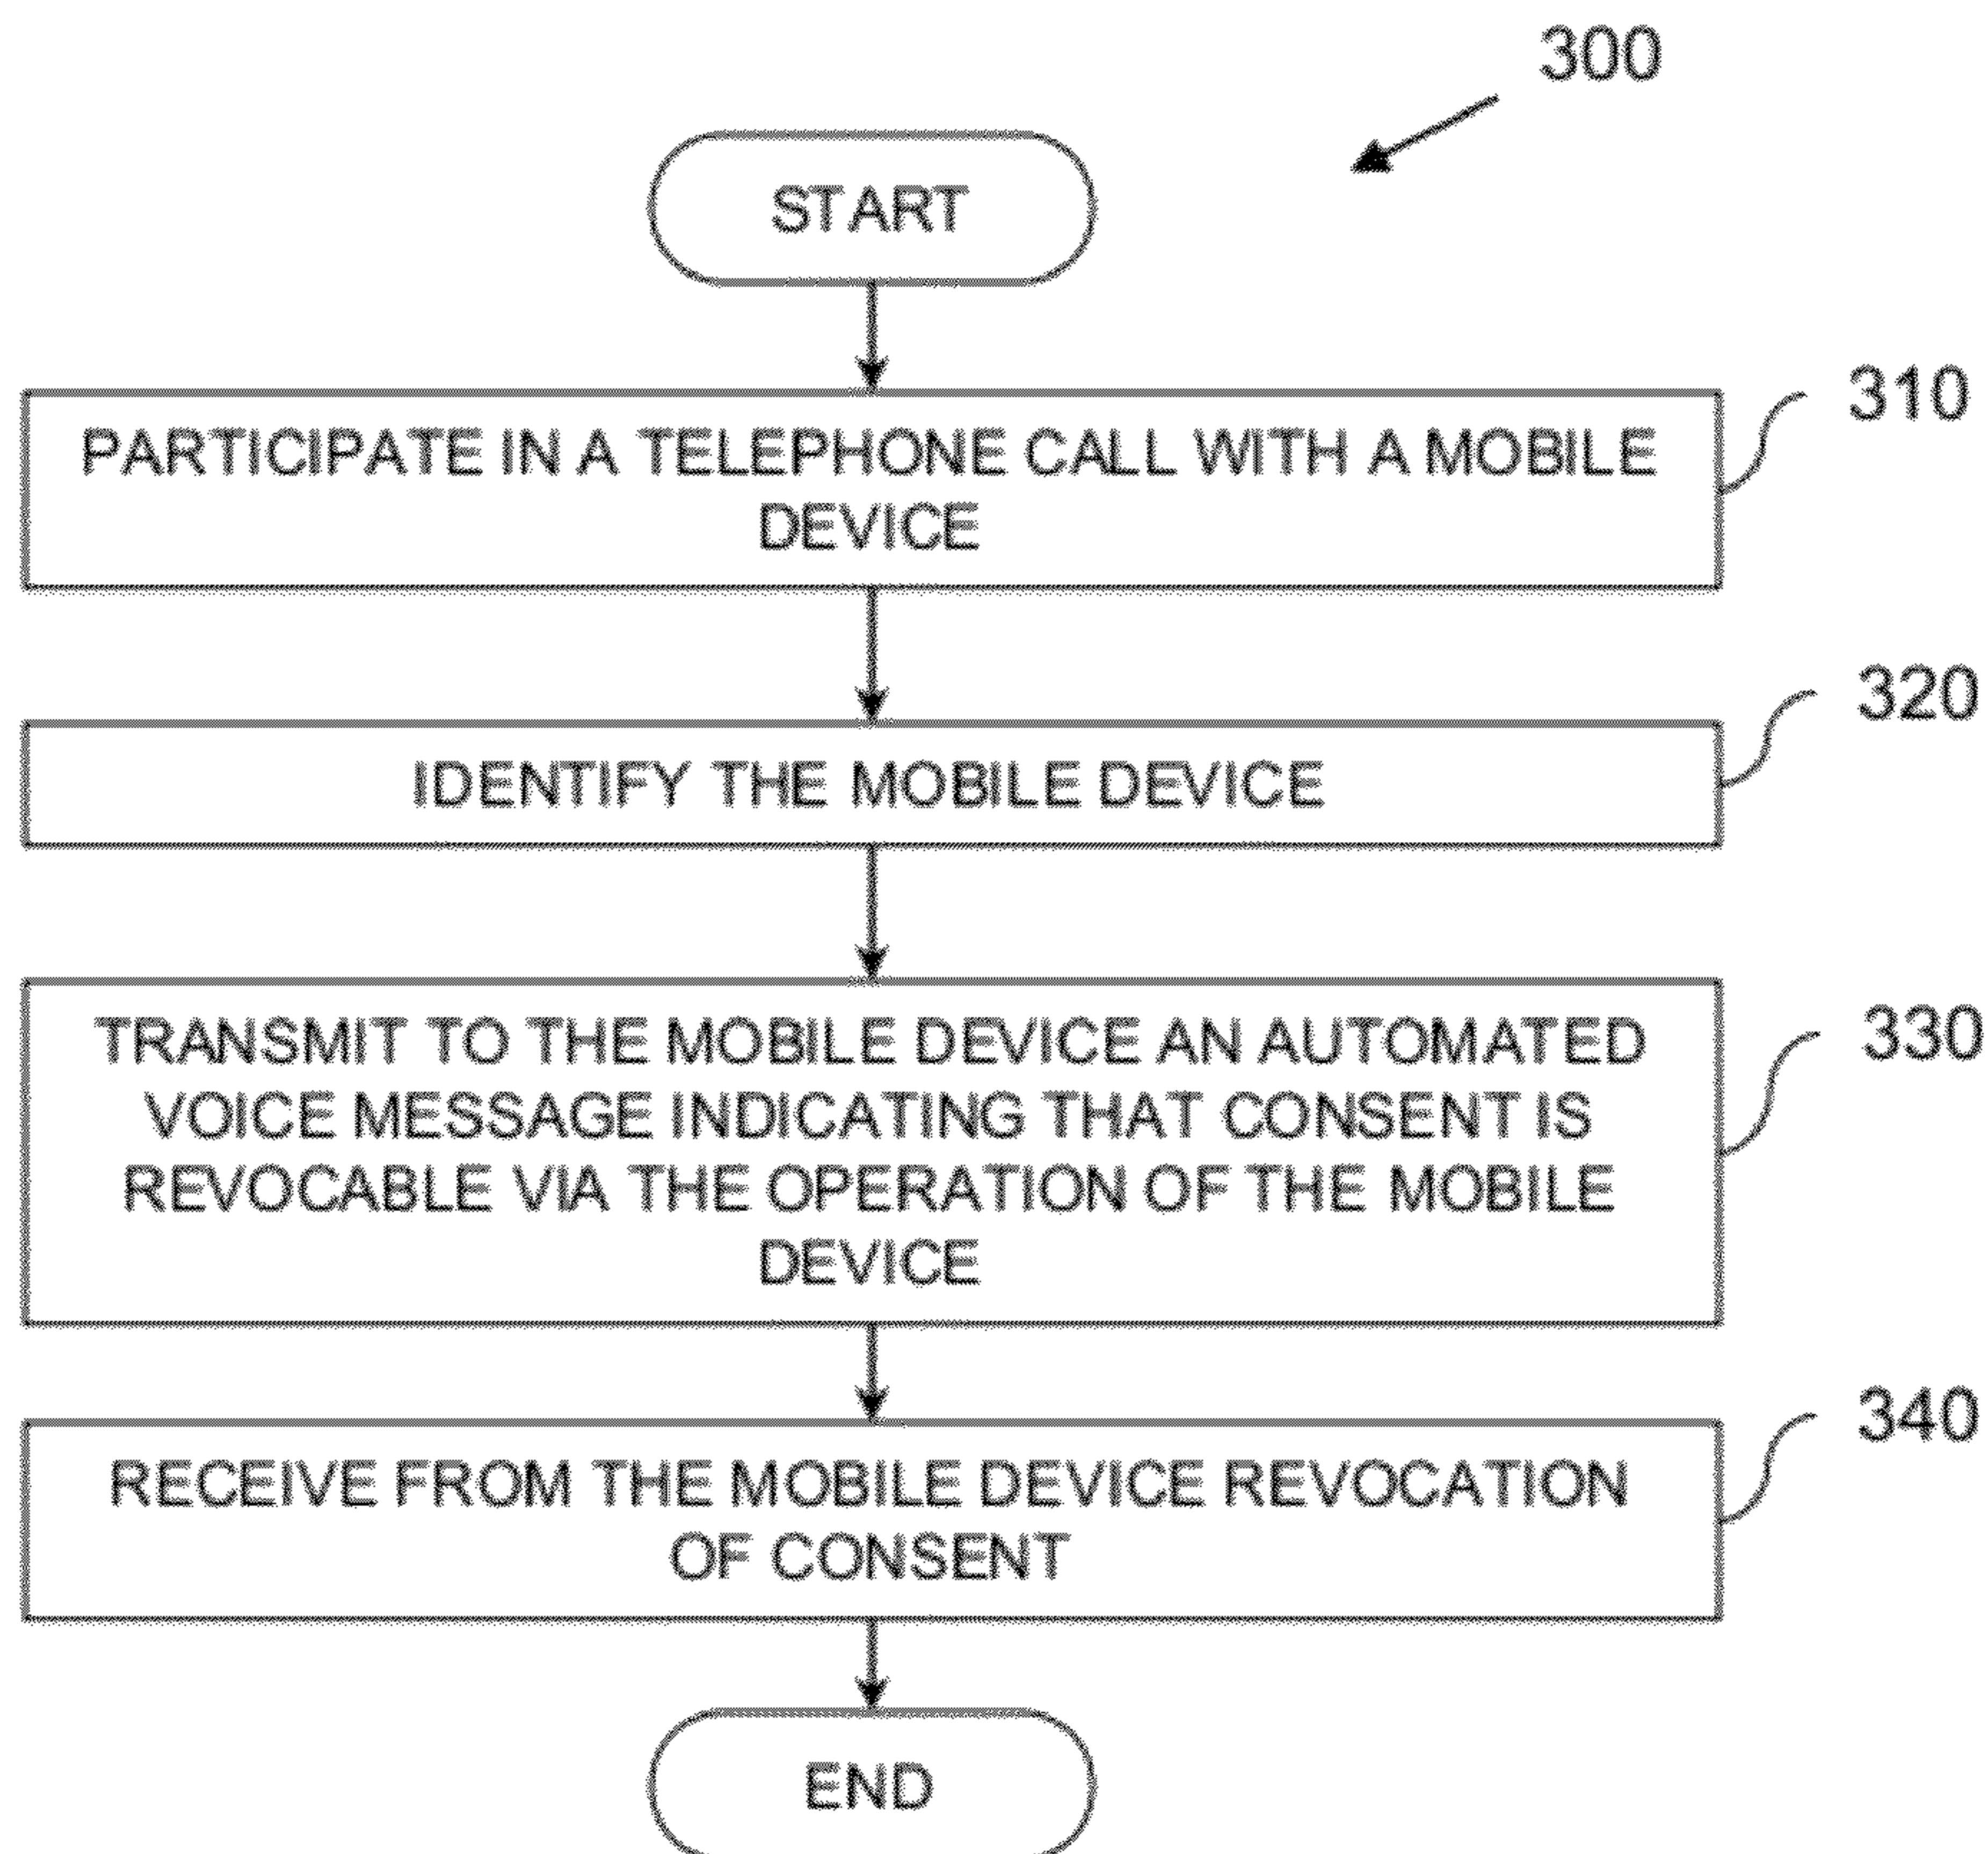 300
START
310
PARTICIPATE IN A TELEPHONE CALL WITH A MOBILE
DEVICE
320
IDENTIFY THE MOBILE DEVICE
330
TRANSMIT TO THE MOBILE DEVICE AN AUTOMATED
VOICE MESSAGE INDICATING THAT CONSENT IS
REVOCABLE VIA THE OPERATION OF THE MOBILE
DEVICE
340
RECEIVE FROM THE MOBILE DEVICE REVOCATION
OF CONSENT
END